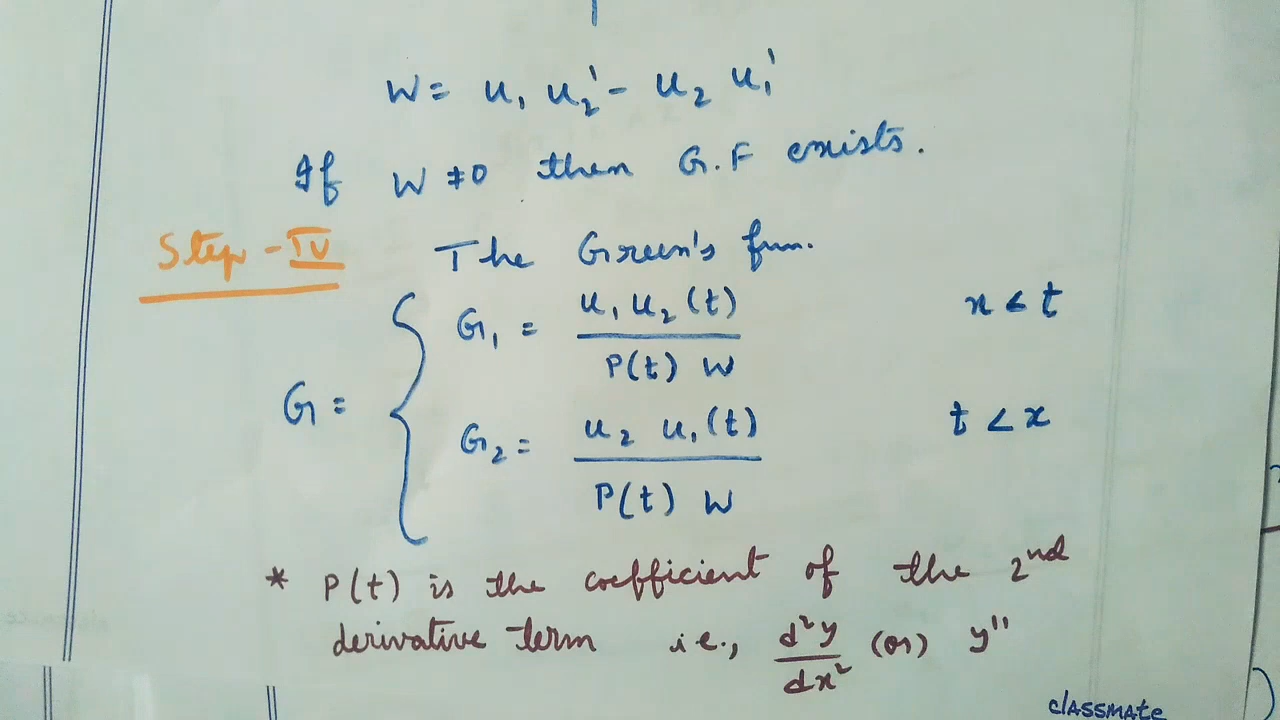 W = u₁ u₂' - u₂ u₁'
If W ≠ 0 then G.F exists.
Step - IV The Green's fun.
G = { G₁ = u₁ u₂(t) / P(t) W x < t
G₂ = u₂ u₁(t) / P(t) W t < x
* P(t) is the coefficient of the 2nd
derivative term i.e., d²y/dx² (or) y''
classmate